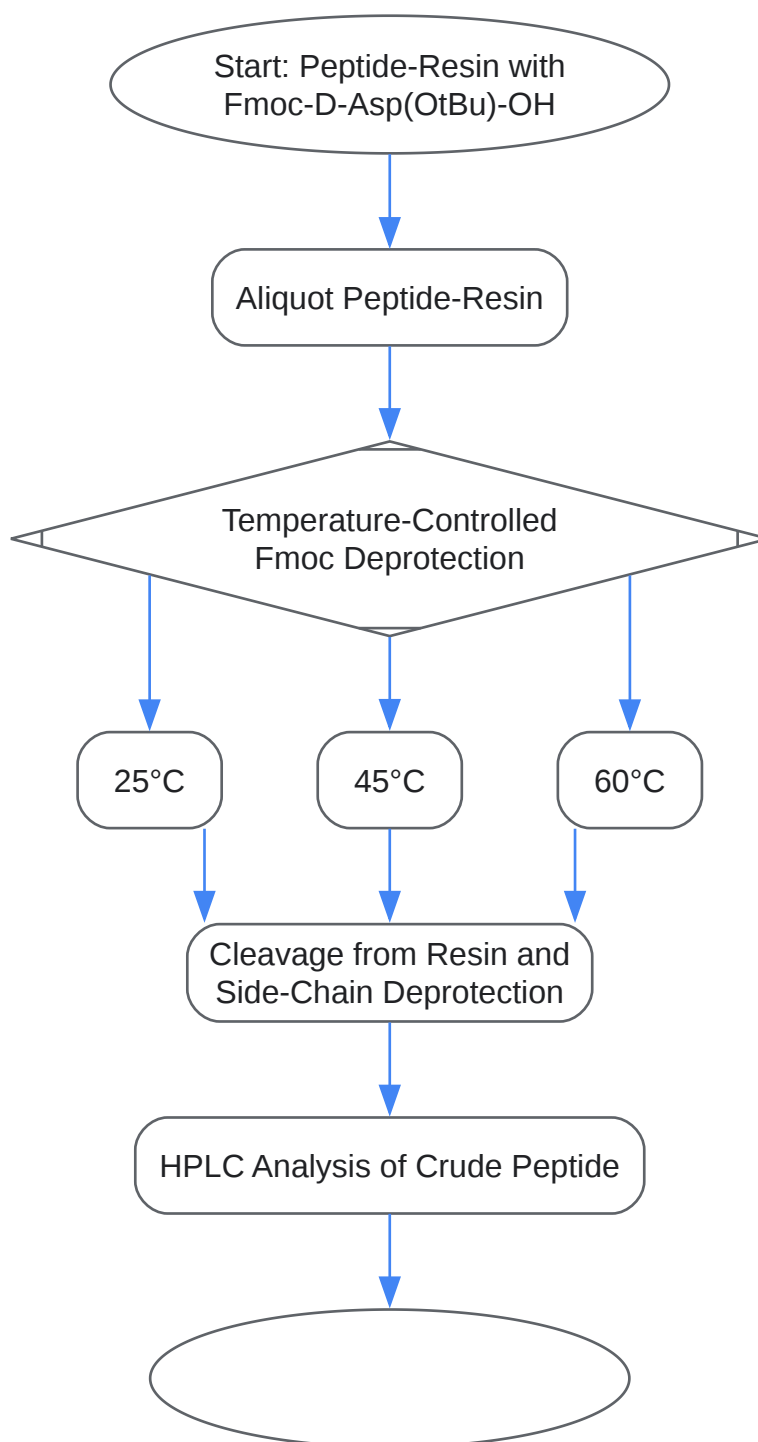 Start: Peptide-Resin with
Fmoc-D-Asp(OtBu)-OH
Aliquot Peptide-Resin
Temperature-Controlled
Fmoc Deprotection
25°C
45°C
60°C
Cleavage from Resin and
Side-Chain Deprotection
HPLC Analysis of Crude Peptide